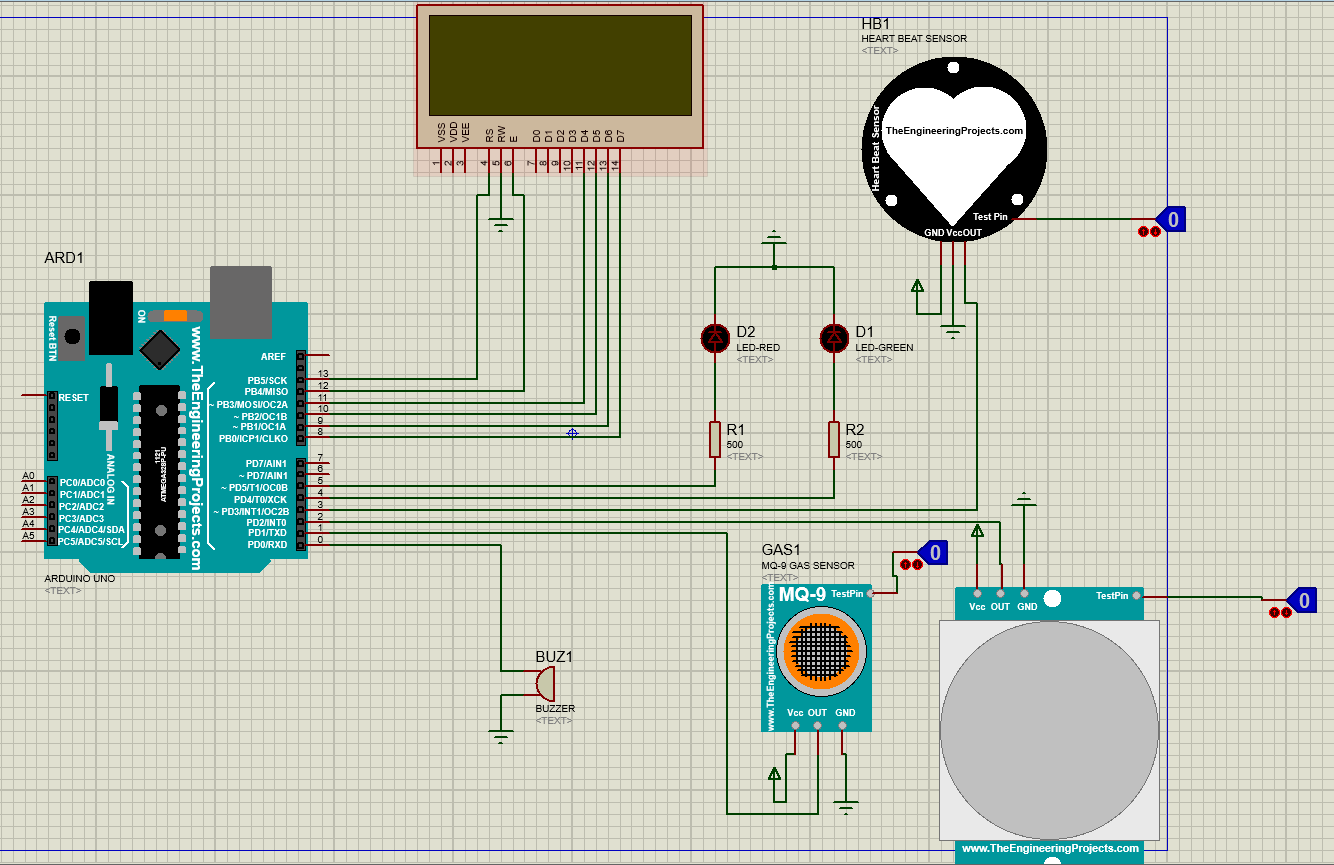 VSS
VDD
VEE
RS
RW
E
D0
D1
D2
D3
D4
D5
D6
D7
1
2
3
4
5
6
7
8
9
10
11
12
13
14
HB1
HEART BEAT SENSOR
<TEXT>
Heart Beat Sensor
TheEngineeringProjects.com
Test Pin
GND Vcc OUT
0
ARD1
Reset BTN
ON
www.TheEngineeringProjects.com
RESET
ANALOG IN
1121
ATMEGA328P-PU
AREF
PB5/SCK 13
PB4/MISO 12
~ PB3/MOSI/OC2A 11
~ PB2/OC1B 10
~ PB1/OC1A 9
PB0/ICP1/CLKO 8
PD7/AIN1 7
~ PD7/AIN1 6
~ PD5/T1/OC0B 5
PD4/T0/XCK 4
~ PD3/INT1/OC2B 3
PD2/INT0 2
PD1/TXD 1
PD0/RXD 0
A0 PC0/ADC0
A1 PC1/ADC1
A2 PC2/ADC2
A3 PC3/ADC3
A4 PC4/ADC4/SDA
A5 PC5/ADC5/SCL
ARDUINO UNO
<TEXT>
D2
LED-RED
<TEXT>
D1
LED-GREEN
<TEXT>
R1
500
<TEXT>
R2
500
<TEXT>
BUZ1
BUZZER
<TEXT>
GAS1
MQ-9 GAS SENSOR
<TEXT>
MQ-9 TestPin
www.TheEngineeringProjects.com
Vcc OUT GND
0
Vcc OUT GND
TestPin
0
www.TheEngineeringProjects.com